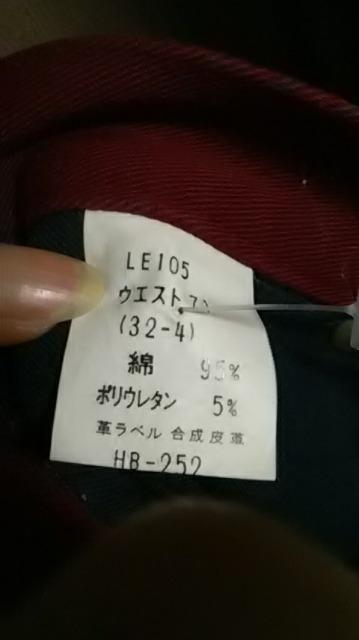 LE105
ウエスト
(32-4)
綿 95%
ポリウレタン 5%
革ラベル 合成皮革
HB-252